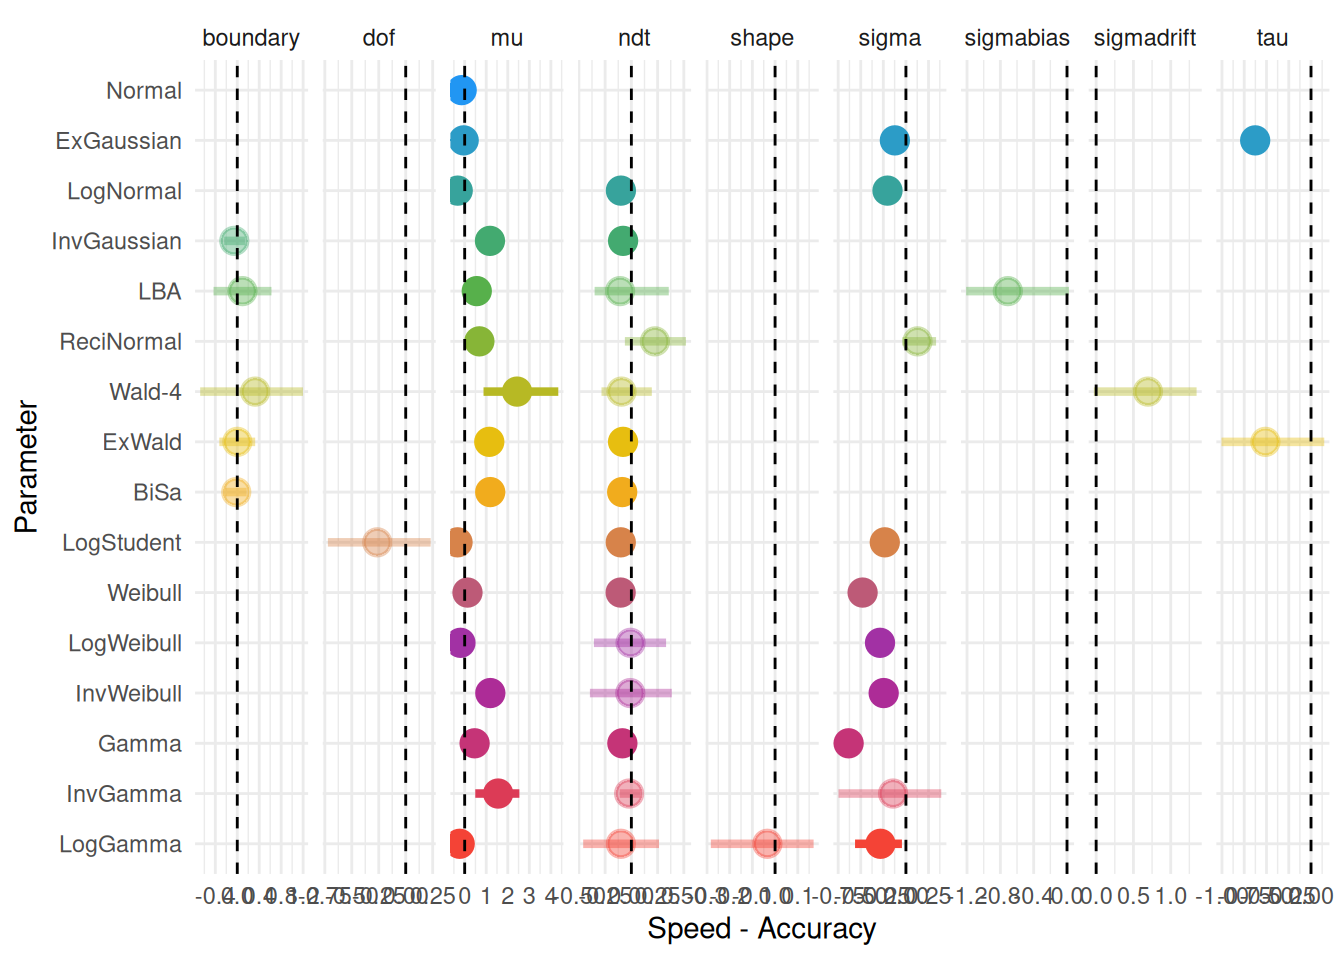 boundary dof mu ndt shape sigma sigmabias sigmadrift tau
Normal
ExGaussian
LogNormal
InvGaussian
LBA
ReciNormal
Wald-4
ExWald
BiSa
LogStudent
Weibull
LogWeibull
InvWeibull
Gamma
InvGamma
LogGamma
Parameter
0 1 2 3 4
-1.2 -0.8 -0.4 0.0
0.0 0.5 1.0
Speed - Accuracy